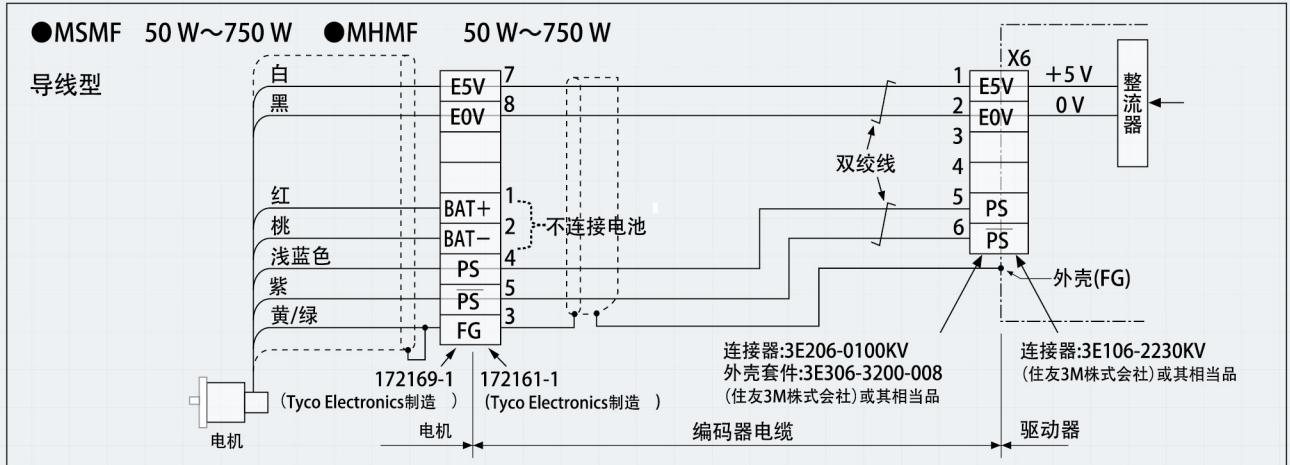 ●MSMF 50 W～750 W ●MHMF 50 W～750 W
导线型
白
黑
红
桃
浅蓝色
紫
黄/绿
E5V 7
E0V 8
BAT+ 1
BAT− 2
PS 4
PS 5
FG 3
不连接电池
双绞线
X6
1 E5V +5 V
2 E0V 0 V
3
4
5 PS
6 PS
整流器
外壳(FG)
172169-1
(Tyco Electronics制造 )
172161-1
(Tyco Electronics制造 )
连接器:3E206-0100KV
外壳套件:3E306-3200-008
(住友3M株式会社)或其相当品
连接器:3E106-2230KV
(住友3M株式会社)或其相当品
电机
电机
编码器电缆
驱动器